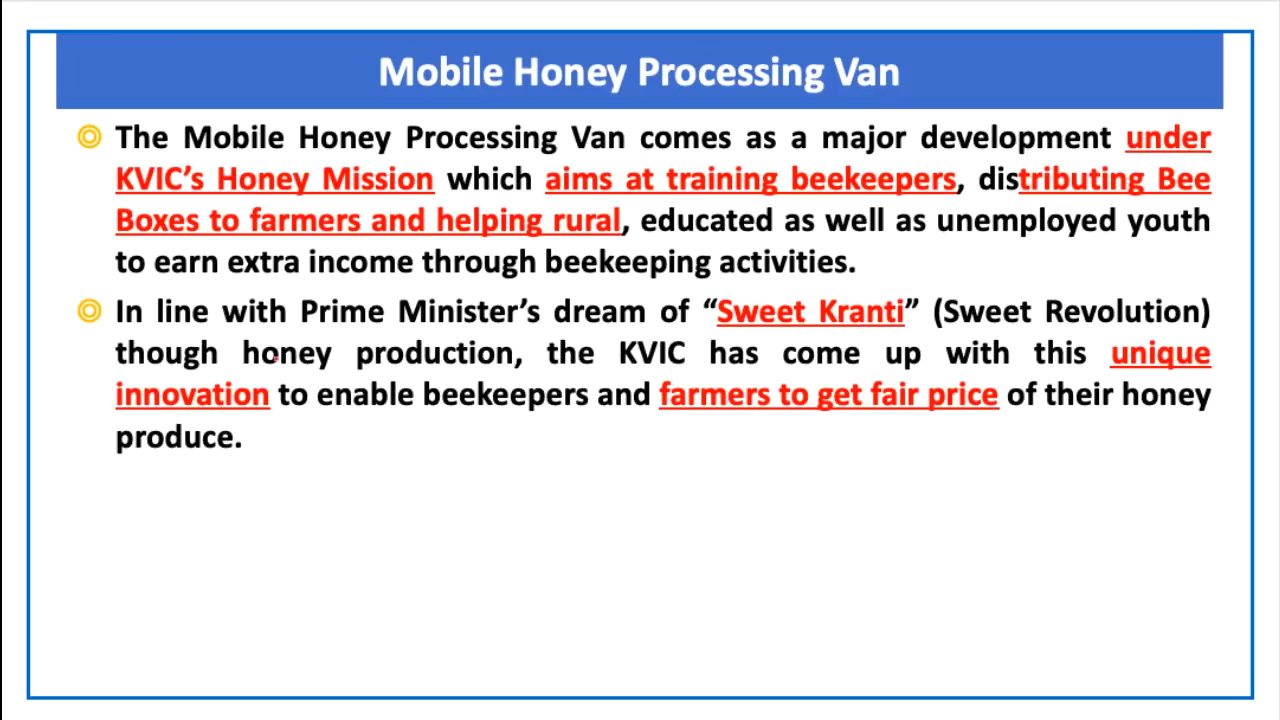 Mobile Honey Processing Van
The Mobile Honey Processing Van comes as a major development under
KVIC’s Honey Mission which aims at training beekeepers, distributing Bee
Boxes to farmers and helping rural, educated as well as unemployed youth
to earn extra income through beekeeping activities.
In line with Prime Minister’s dream of “Sweet Kranti” (Sweet Revolution)
though honey production, the KVIC has come up with this unique
innovation to enable beekeepers and farmers to get fair price of their honey
produce.